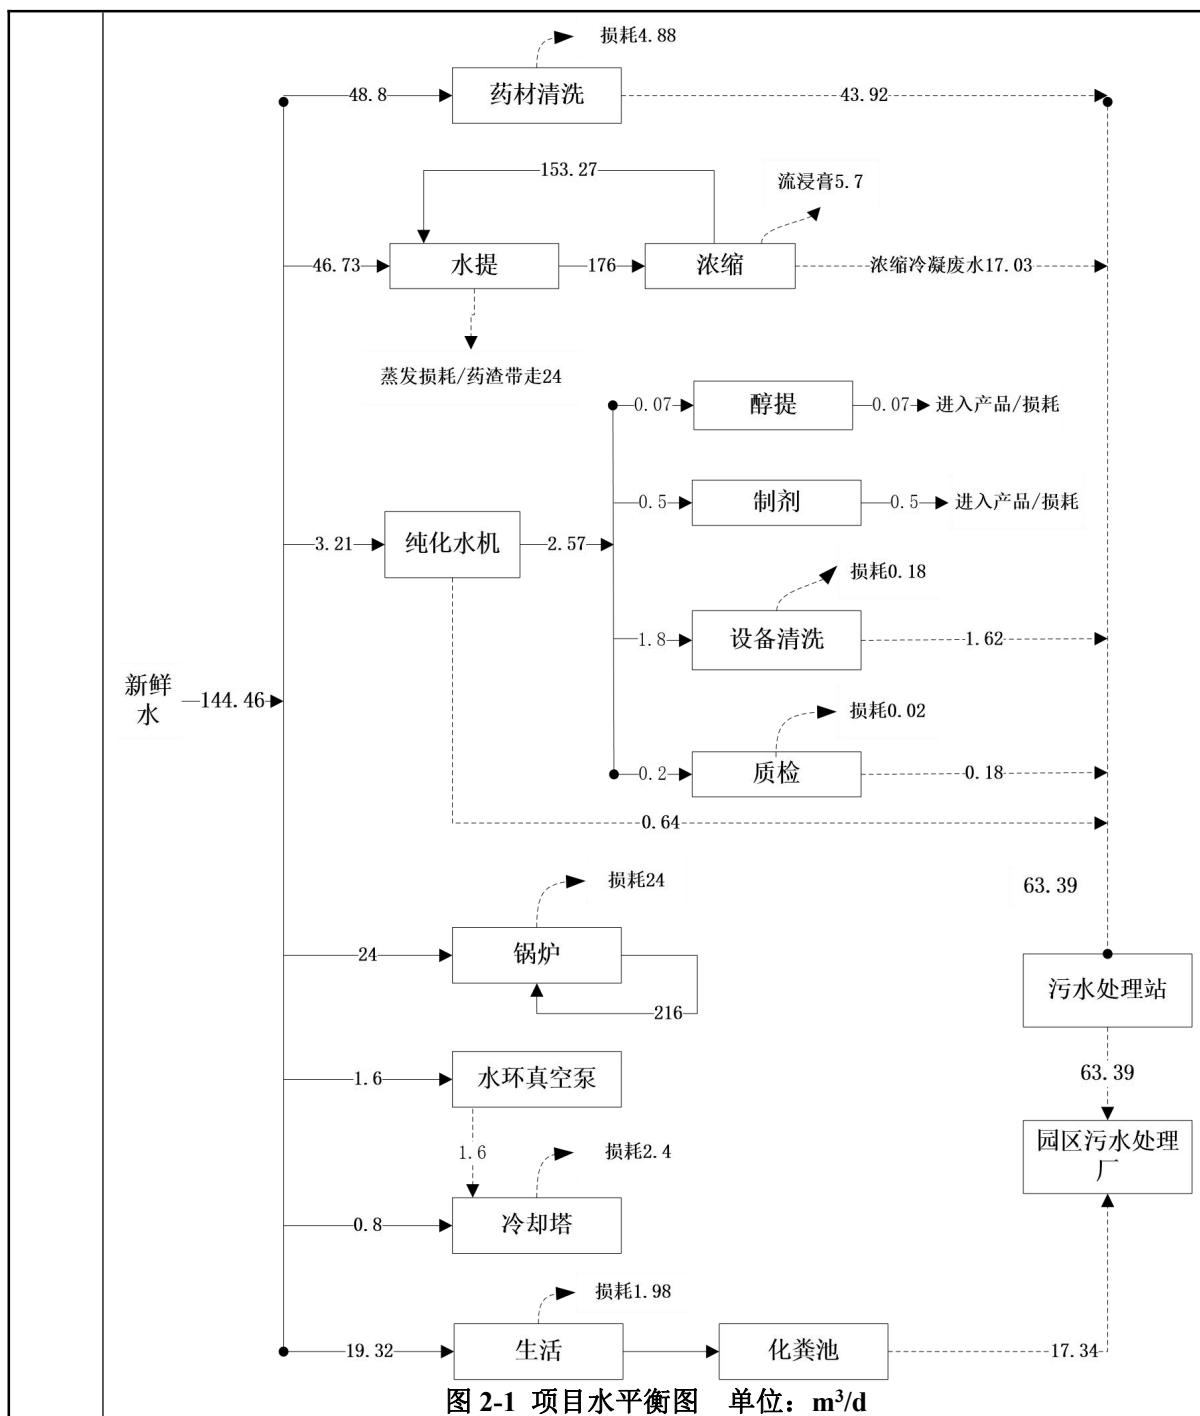 损耗4.88
48.8
药材清洗
43.92
153.27
流浸膏5.7
46.73
水提
176
浓缩
浓缩冷凝废水17.03
蒸发损耗/药渣带走24
0.07
醇提
0.07
进入产品/损耗
0.5
制剂
0.5
进入产品/损耗
3.21
纯化水机
2.57
损耗0.18
1.8
设备清洗
1.62
新鲜
水
144.46
损耗0.02
0.2
质检
0.18
0.64
损耗24
63.39
24
锅炉
216
污水处理站
1.6
水环真空泵
63.39
1.6
损耗2.4
园区污水处理
厂
0.8
冷却塔
损耗1.98
19.32
生活
化粪池
17.34
图 2-1 项目水平衡图 单位：m³/d